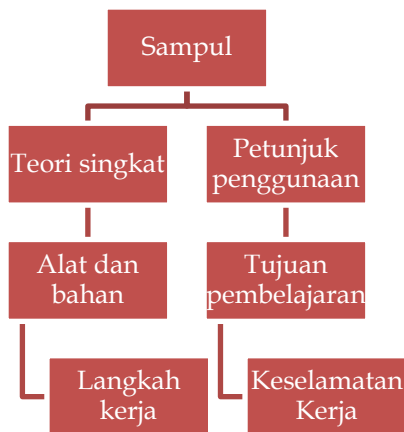 Sampul
Teori singkat
Petunjuk
penggunaan
Alat dan
bahan
Tujuan
pembelajaran
Langkah
kerja
Keselamatan
Kerja